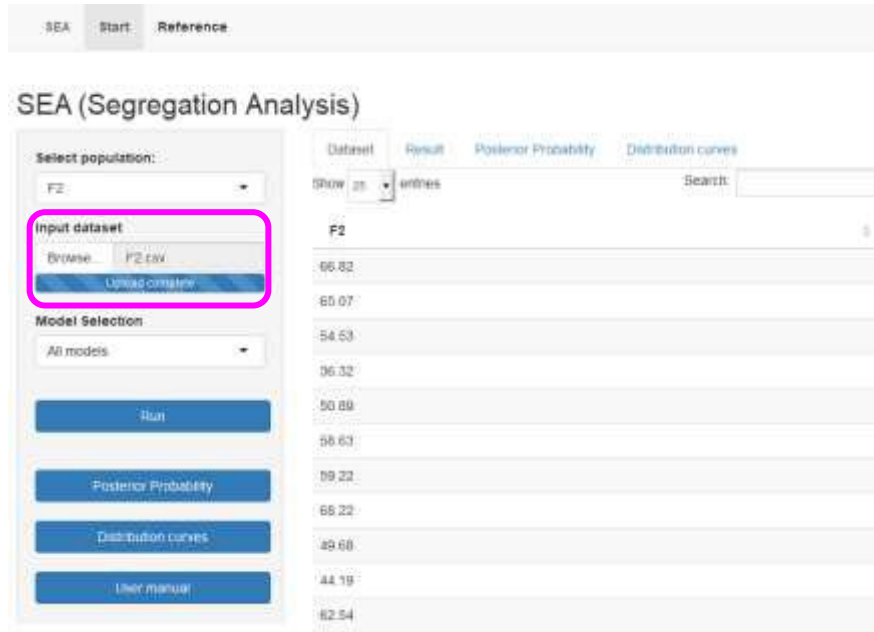 SEA Start Reference
SEA (Segregation Analysis)
Select population:
F2
Input dataset
Browse... F2.csv
Upload complete
Model Selection
All models
Run
Posterior Probability
Distribution curves
User manual
Dataset Result Posterior Probability Distribution curves
Show 25 entries Search:
F2
66.82
65.07
54.53
36.32
50.89
58.63
59.22
68.22
49.68
44.19
62.54